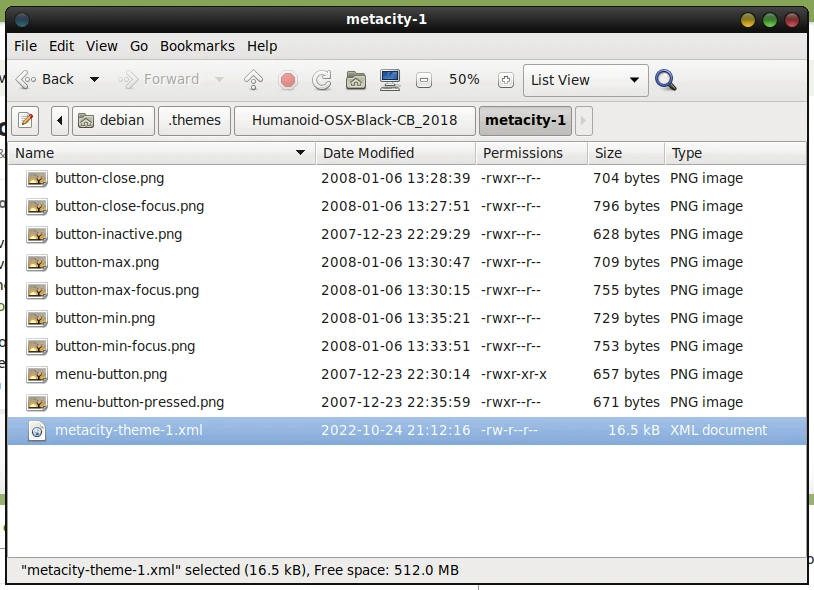 metacity-1
File Edit View Go Bookmarks Help
Back Forward 50% List View
debian .themes Humanoid-OSX-Black-CB_2018 metacity-1
Name Date Modified Permissions Size Type
button-close.png 2008-01-06 13:28:39 -rwxr--r-- 704 bytes PNG image
button-close-focus.png 2008-01-06 13:27:51 -rwxr--r-- 796 bytes PNG image
button-inactive.png 2007-12-23 22:29:29 -rwxr--r-- 628 bytes PNG image
button-max.png 2008-01-06 13:30:47 -rwxr--r-- 709 bytes PNG image
button-max-focus.png 2008-01-06 13:30:15 -rwxr--r-- 755 bytes PNG image
button-min.png 2008-01-06 13:35:21 -rwxr--r-- 729 bytes PNG image
button-min-focus.png 2008-01-06 13:33:51 -rwxr--r-- 753 bytes PNG image
menu-button.png 2007-12-23 22:30:14 -rwxr-xr-x 657 bytes PNG image
menu-button-pressed.png 2007-12-23 22:35:59 -rwxr--r-- 671 bytes PNG image
metacity-theme-1.xml 2022-10-24 21:12:16 -rw-r--r-- 16.5 kB XML document
"metacity-theme-1.xml" selected (16.5 kB), Free space: 512.0 MB